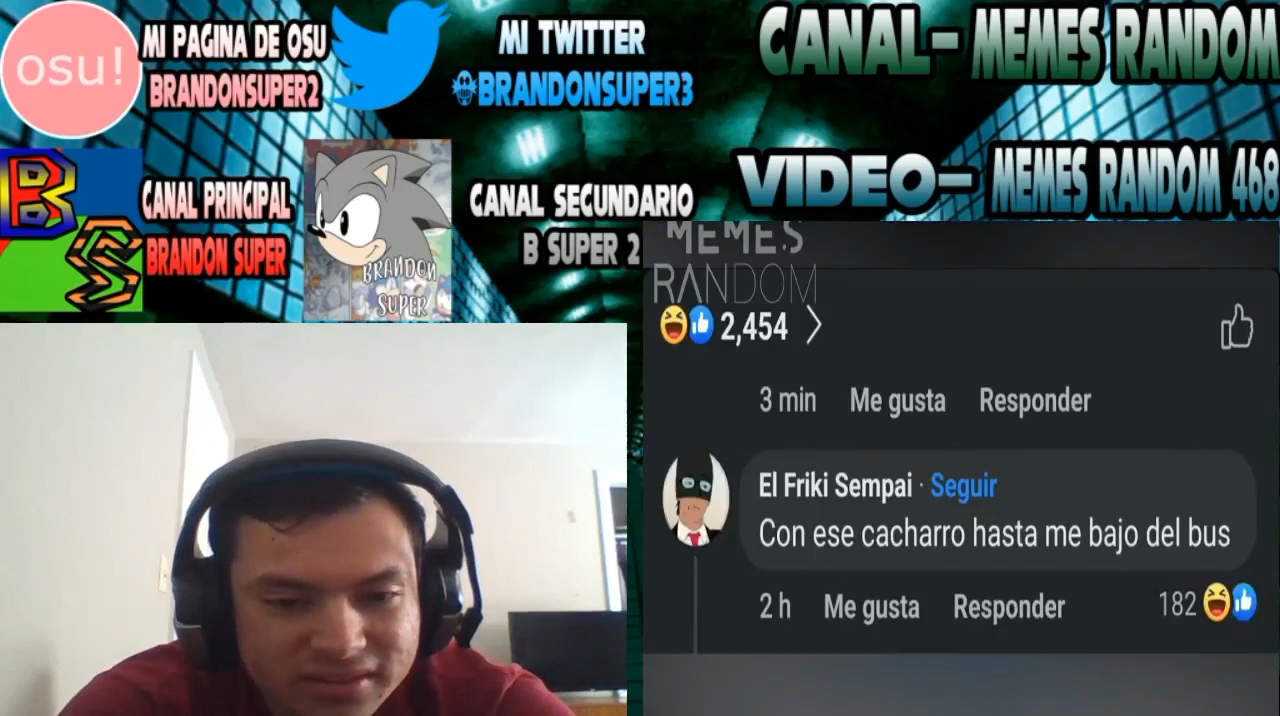 osu!
MI PAGINA DE OSU
BRANDONSUPER2
MI TWITTER
@BRANDONSUPER3
CANAL- MEMES RANDOM
BS
CANAL PRINCIPAL
BRANDON SUPER
BRANDON
SUPER
CANAL SECUNDARIO
B SUPER 2
VIDEO- MEMES RANDOM 468
MEMES
RANDOM
2,454
3 min Me gusta Responder
El Friki Sempai · Seguir
Con ese cacharro hasta me bajo del bus
2 h Me gusta Responder 182